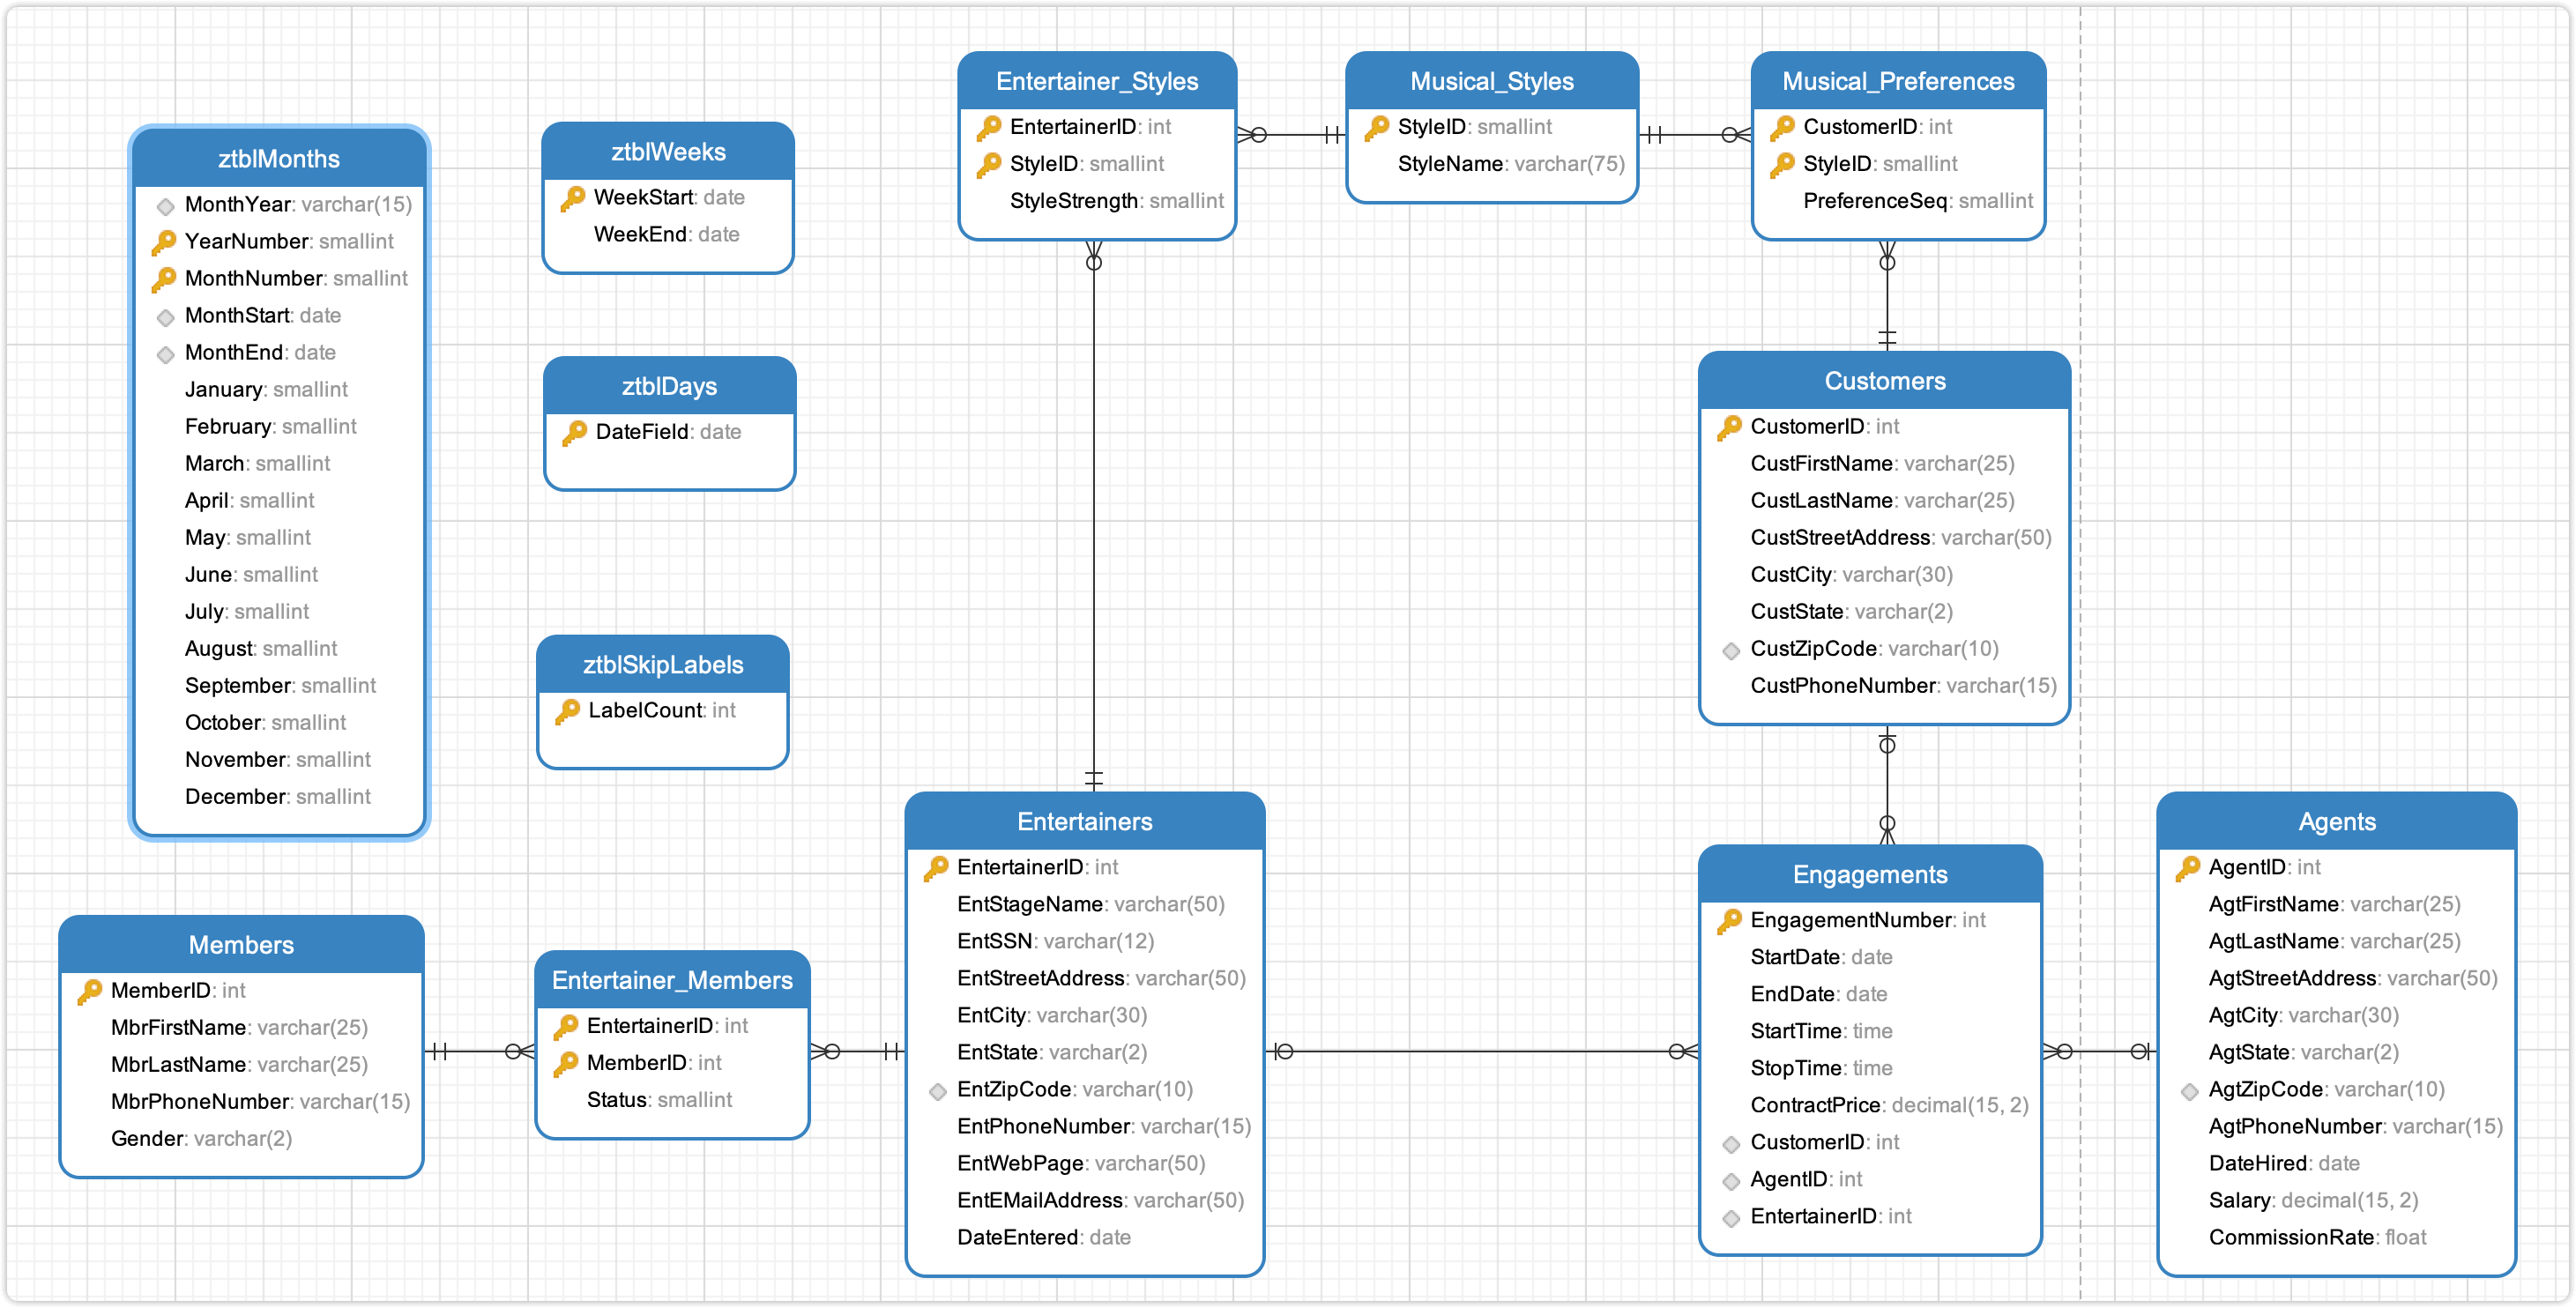 ztblMonths
MonthYear: varchar(15)
YearNumber: smallint
MonthNumber: smallint
MonthStart: date
MonthEnd: date
January: smallint
February: smallint
March: smallint
April: smallint
May: smallint
June: smallint
July: smallint
August: smallint
September: smallint
October: smallint
November: smallint
December: smallint
ztblWeeks
WeekStart: date
WeekEnd: date
ztblDays
DateField: date
ztblSkipLabels
LabelCount: int
Entertainer_Styles
EntertainerID: int
StyleID: smallint
StyleStrength: smallint
Musical_Styles
StyleID: smallint
StyleName: varchar(75)
Musical_Preferences
CustomerID: int
StyleID: smallint
PreferenceSeq: smallint
Customers
CustomerID: int
CustFirstName: varchar(25)
CustLastName: varchar(25)
CustStreetAddress: varchar(50)
CustCity: varchar(30)
CustState: varchar(2)
CustZipCode: varchar(10)
CustPhoneNumber: varchar(15)
Members
MemberID: int
MbrFirstName: varchar(25)
MbrLastName: varchar(25)
MbrPhoneNumber: varchar(15)
Gender: varchar(2)
Entertainer_Members
EntertainerID: int
MemberID: int
Status: smallint
Entertainers
EntertainerID: int
EntStageName: varchar(50)
EntSSN: varchar(12)
EntStreetAddress: varchar(50)
EntCity: varchar(30)
EntState: varchar(2)
EntZipCode: varchar(10)
EntPhoneNumber: varchar(15)
EntWebPage: varchar(50)
EntEMailAddress: varchar(50)
DateEntered: date
Engagements
EngagementNumber: int
StartDate: date
EndDate: date
StartTime: time
StopTime: time
ContractPrice: decimal(15, 2)
CustomerID: int
AgentID: int
EntertainerID: int
Agents
AgentID: int
AgtFirstName: varchar(25)
AgtLastName: varchar(25)
AgtStreetAddress: varchar(50)
AgtCity: varchar(30)
AgtState: varchar(2)
AgtZipCode: varchar(10)
AgtPhoneNumber: varchar(15)
DateHired: date
Salary: decimal(15, 2)
CommissionRate: float